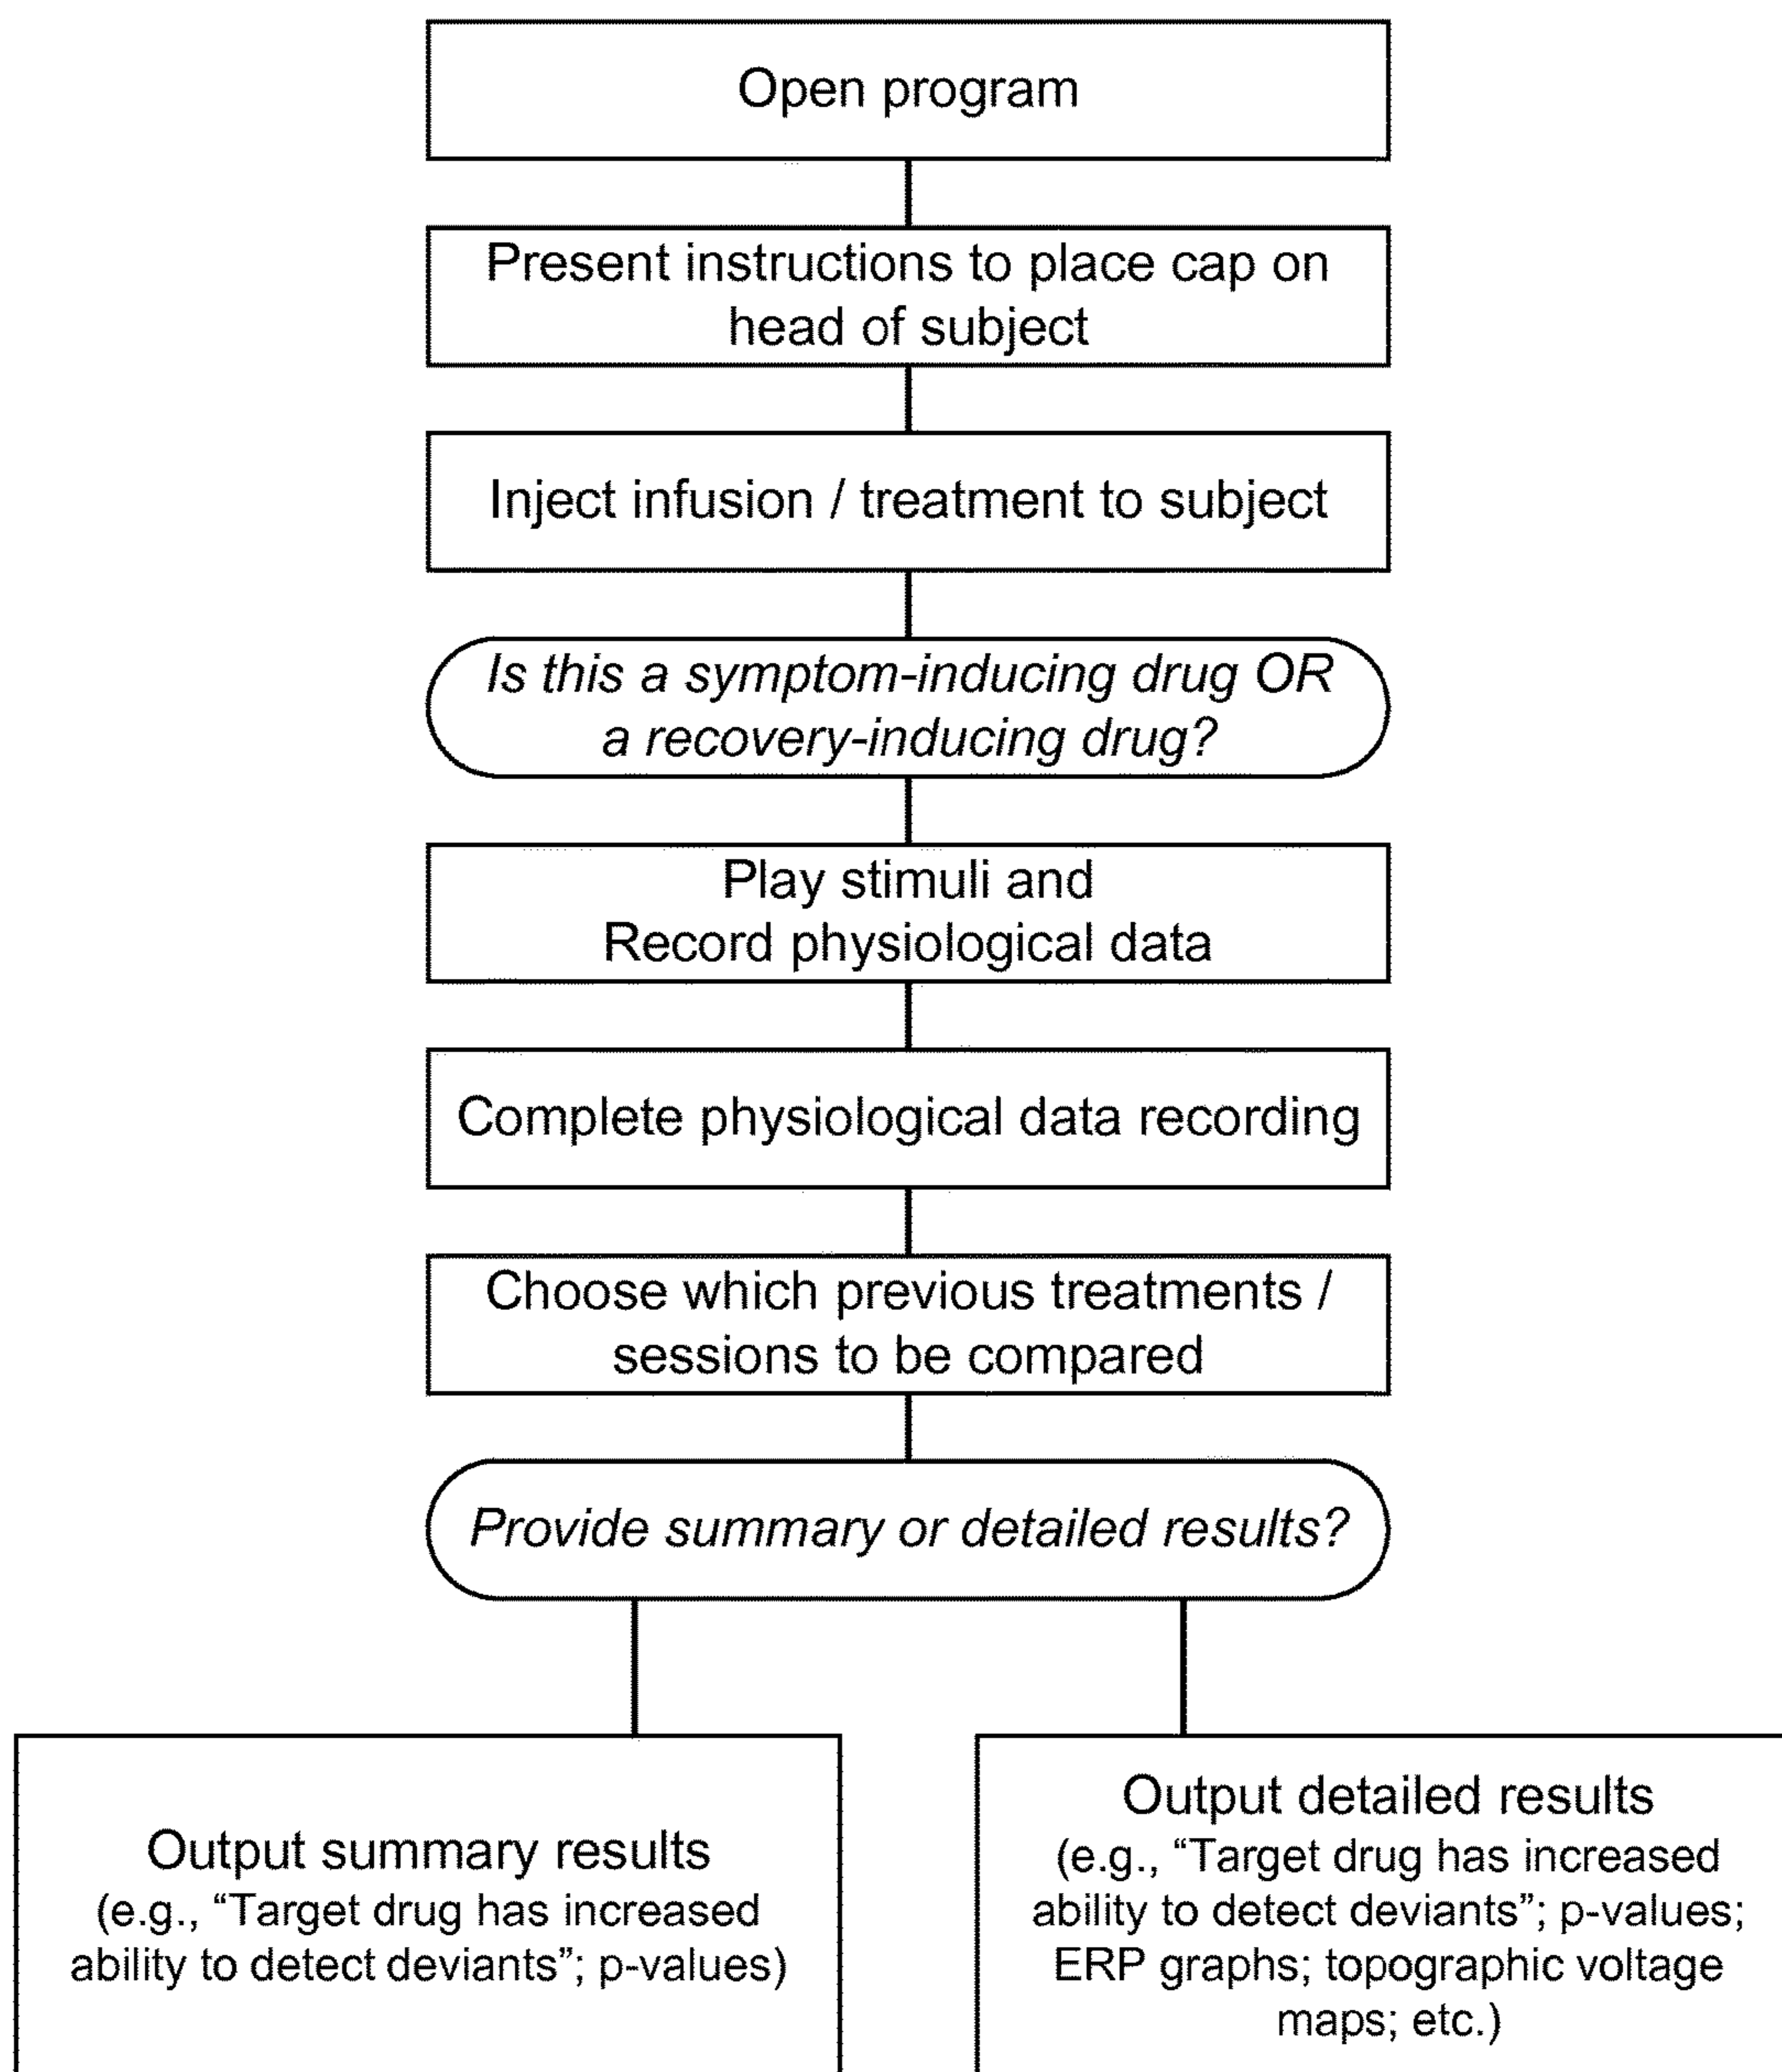 Open program
Present instructions to place cap on
head of subject
Inject infusion / treatment to subject
Is this a symptom-inducing drug OR
a recovery-inducing drug?
Play stimuli and
Record physiological data
Complete physiological data recording
Choose which previous treatments /
sessions to be compared
Provide summary or detailed results?
Output summary results
(e.g., “Target drug has increased
ability to detect deviants”; p-values)
Output detailed results
(e.g., “Target drug has increased
ability to detect deviants”; p-values;
ERP graphs; topographic voltage
maps; etc.)